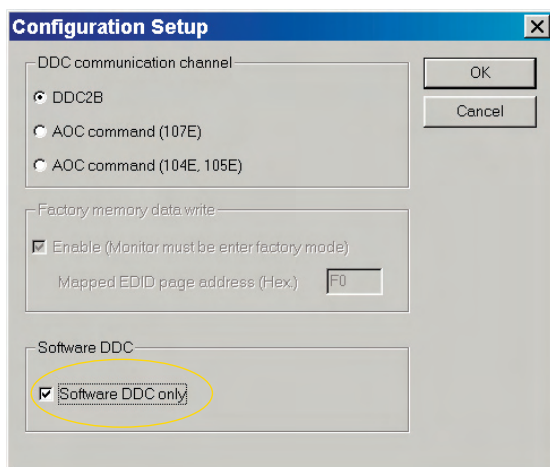 Configuration Setup
DDC communication channel
OK
DDC2B
Cancel
AOC command (107E)
AOC command (104E, 105E)
Factory memory data write
Enable (Monitor must be enter factory mode)
Mapped EDID page address (Hex.)
F0
Software DDC
Software DDC only